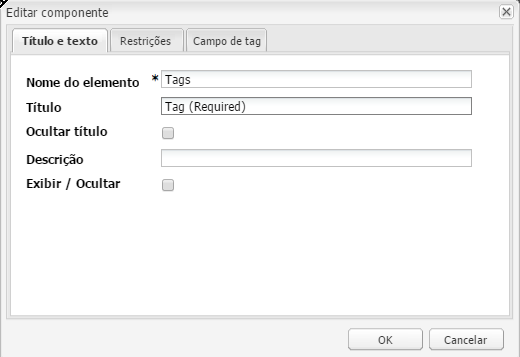 Editar componente
Título e texto Restrições Campo de tag
Nome do elemento * Tags
Título Tag (Required)
Ocultar título
Descrição
Exibir / Ocultar
OK Cancelar